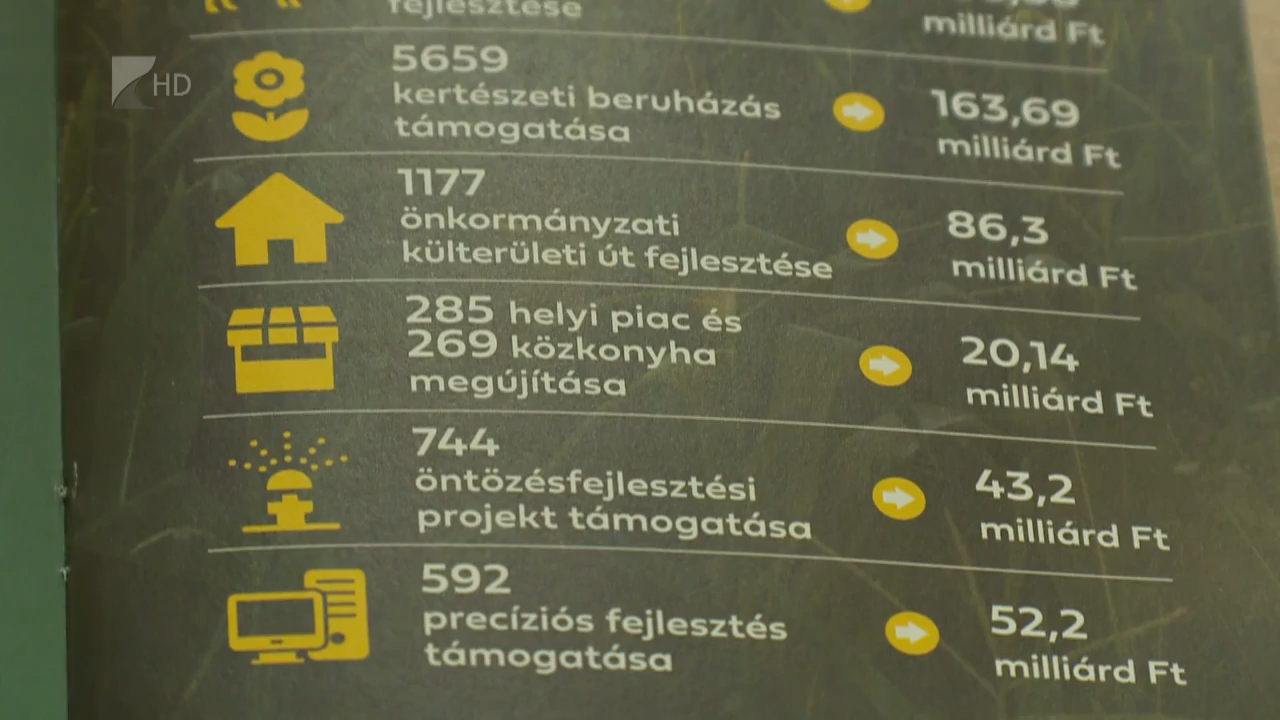 fejlesztése
milliárd Ft
HD
5659
kertészeti beruházás
támogatása
163,69
milliárd Ft
1177
önkormányzati
külterületi út fejlesztése
86,3
milliárd Ft
285 helyi piac és
269 közkonyha
megújítása
20,14
milliárd Ft
744
öntözésfejlesztési
projekt támogatása
43,2
milliárd Ft
592
precíziós fejlesztés
támogatása
52,2
milliárd Ft